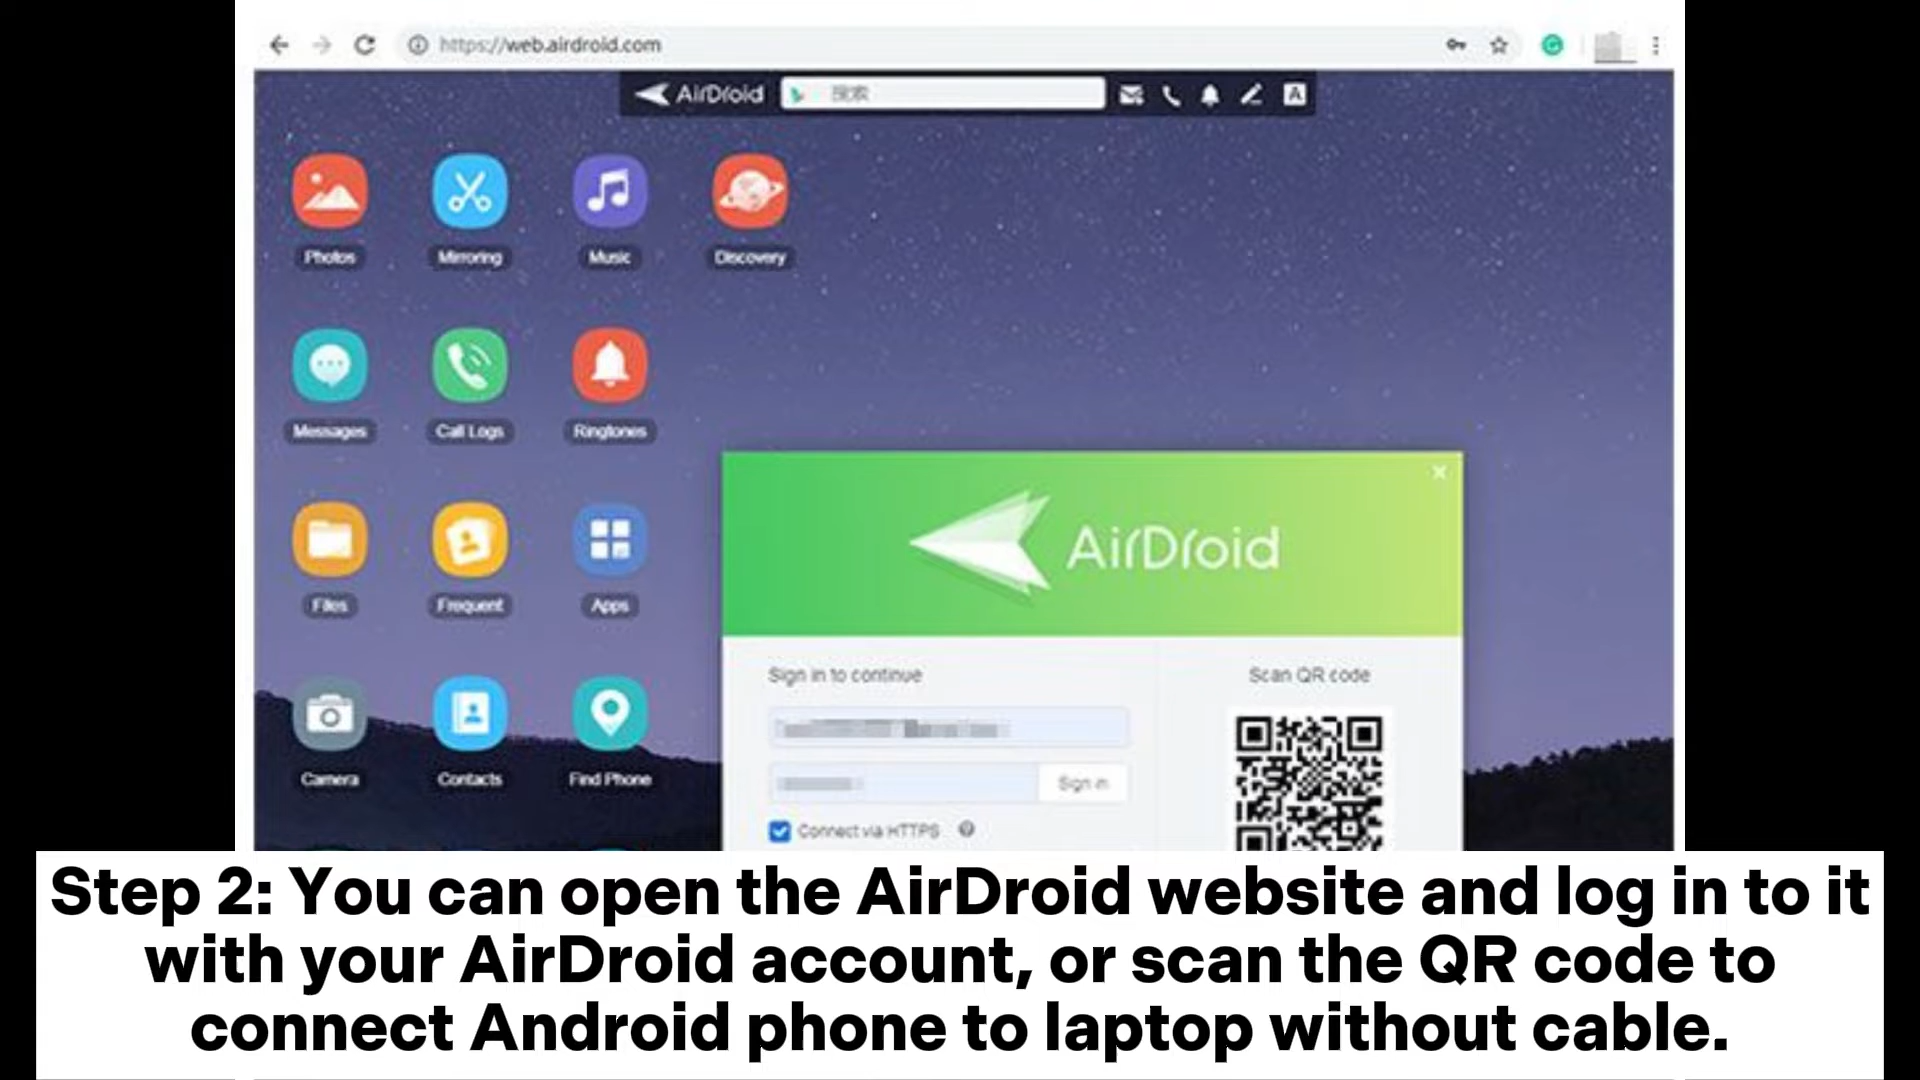 https://web.airdroid.com
AirDroid 搜索 A
Photos Mirroring Music Discovery
Messages Call Logs Ringtones
AirDroid
Files Frequent Apps
Sign in to continue Scan QR code
Camera Contacts Find Phone
Sign in
Connect via HTTPS ?
Step 2: You can open the AirDroid website and log in to it
with your AirDroid account, or scan the QR code to
connect Android phone to laptop without cable.